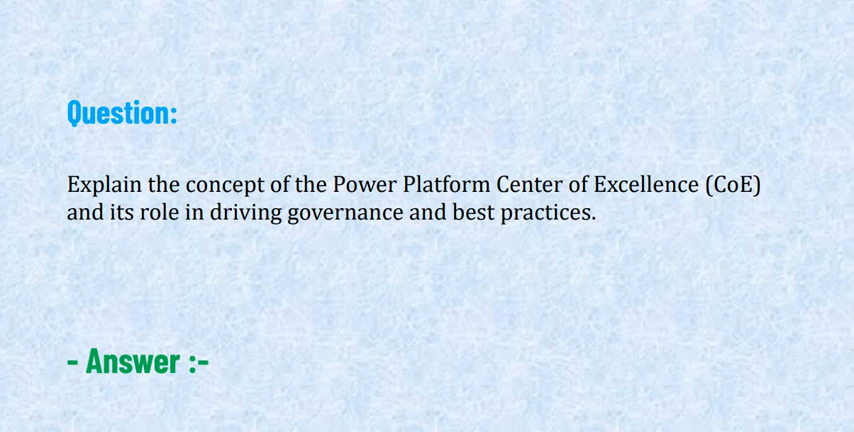 Question:
Explain the concept of the Power Platform Center of Excellence (CoE)
and its role in driving governance and best practices.
- Answer :-